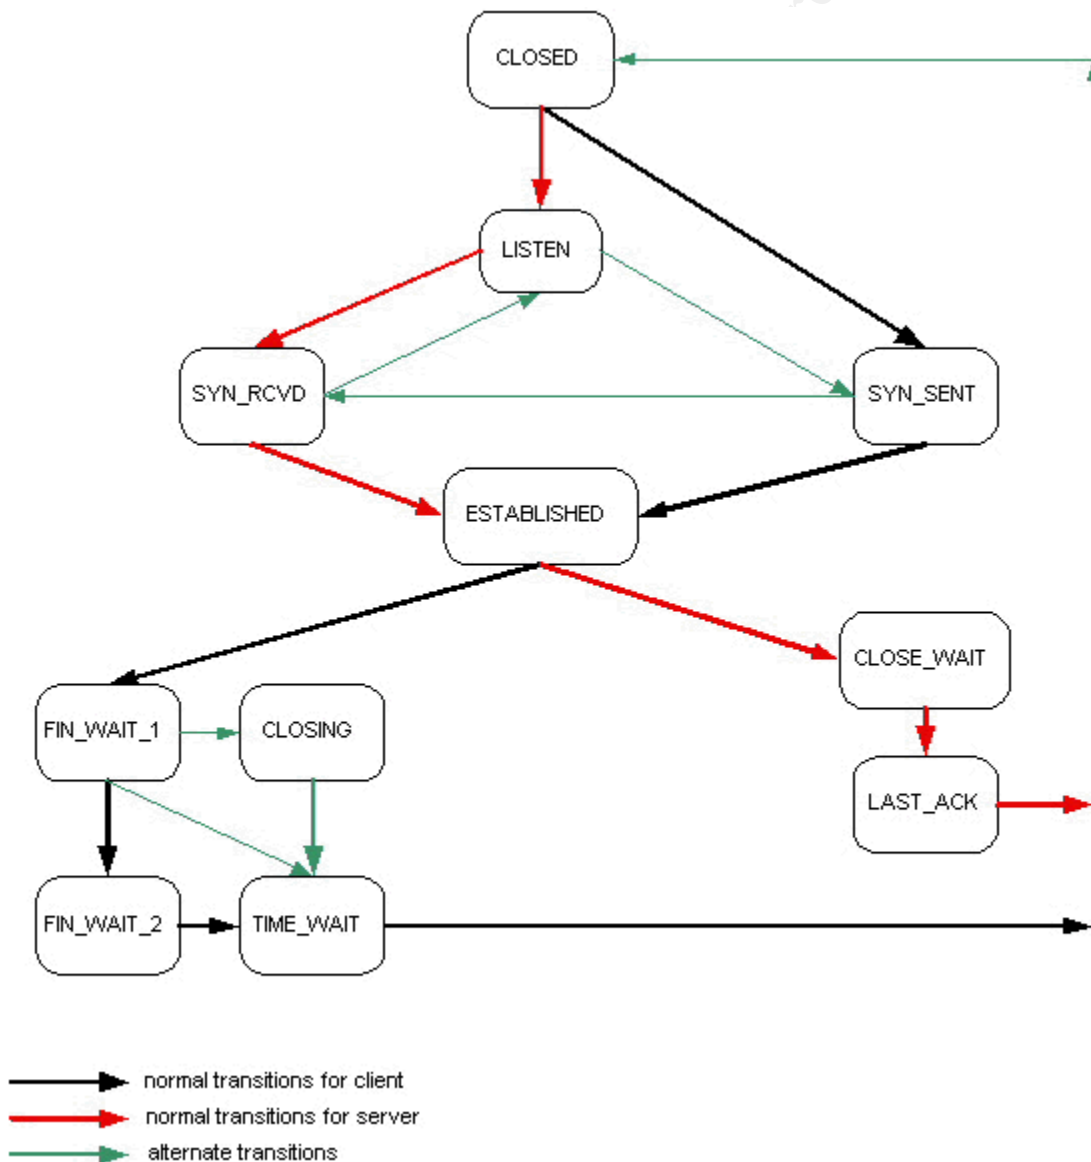 CLOSED
LISTEN
SYN_RCVD
SYN_SENT
ESTABLISHED
CLOSE_WAIT
FIN_WAIT_1
CLOSING
LAST_ACK
FIN_WAIT_2
TIME_WAIT
normal transitions for client
normal transitions for server
alternate transitions